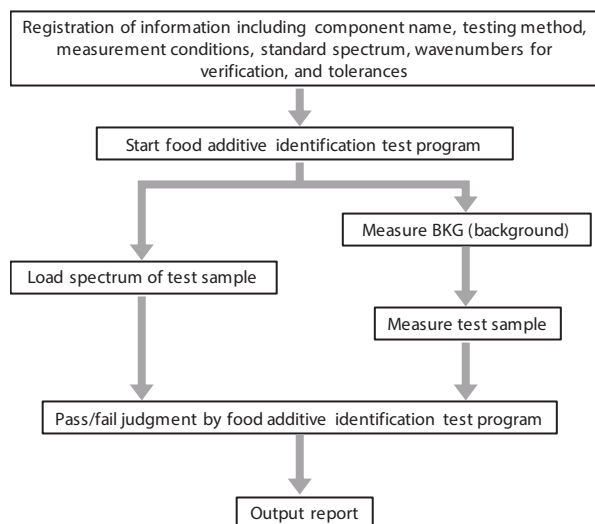 Registration of information including component name, testing method,
measurement conditions, standard spectrum, wavenumbers for
verification, and tolerances
Start food additive identification test program
Measure BKG (background)
Load spectrum of test sample
Measure test sample
Pass/fail judgment by food additive identification test program
Output report